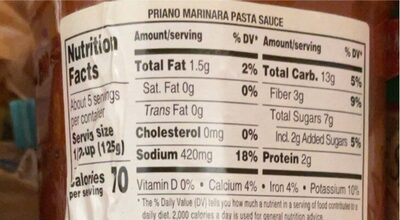 PRIANO MARINARA PASTA SAUCE
Nutrition
Facts
About 5 servings
per container
Servis size
1/2 cup (125g)
Calories 70
per serving
Amount/serving % DV*
Total Fat 1.5g 2%
Sat. Fat 0g 0%
Trans Fat 0g
Cholesterol 0mg 0%
Sodium 420mg 18%
Amount/serving % DV*
Total Carb. 13g 5%
Fiber 3g 9%
Total Sugars 7g
Incl. 2g Added Sugars 5%
Protein 2g
Vitamin D 0% • Calcium 4% • Iron 4% • Potassium 10%
* The % Daily Value (DV) tells you how much a nutrient in a serving of food contributed to a
daily diet. 2,000 calories a day is used for general nutrition advice.